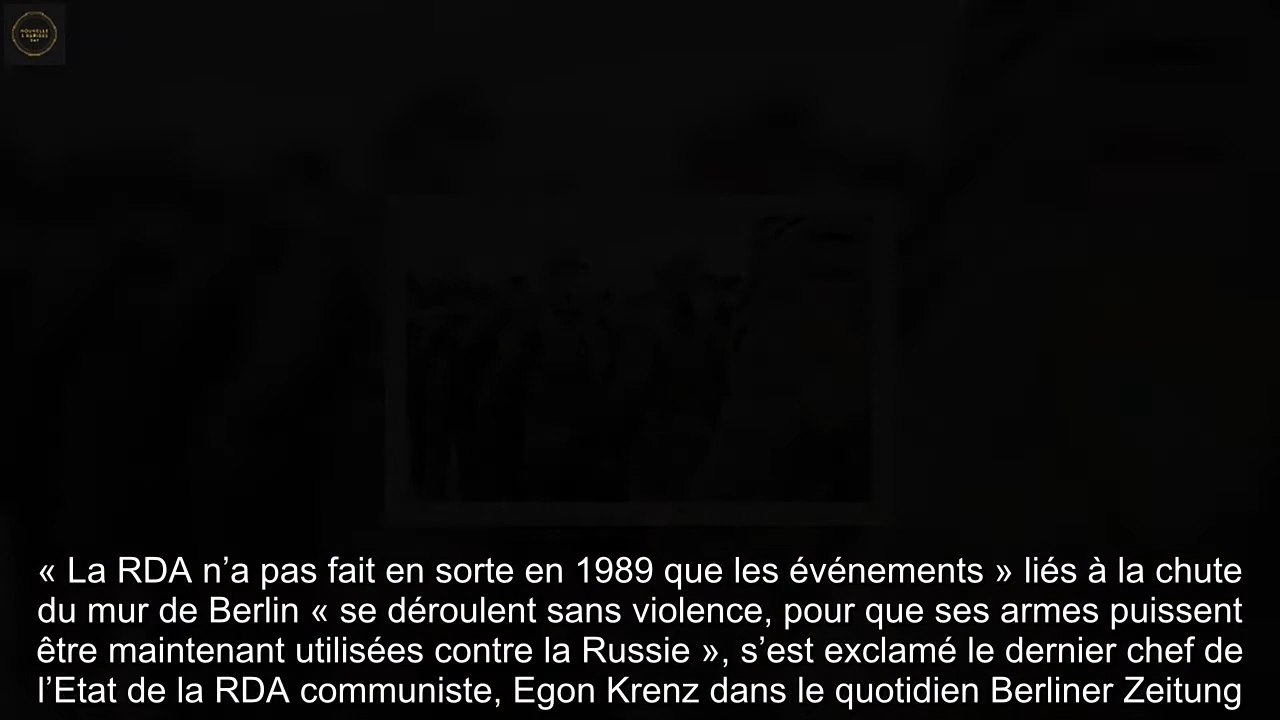 NOUVELLE
« La RDA n’a pas fait en sorte en 1989 que les événements » liés à la chute
du mur de Berlin « se déroulent sans violence, pour que ses armes puissent
être maintenant utilisées contre la Russie », s’est exclamé le dernier chef de
l’Etat de la RDA communiste, Egon Krenz dans le quotidien Berliner Zeitung